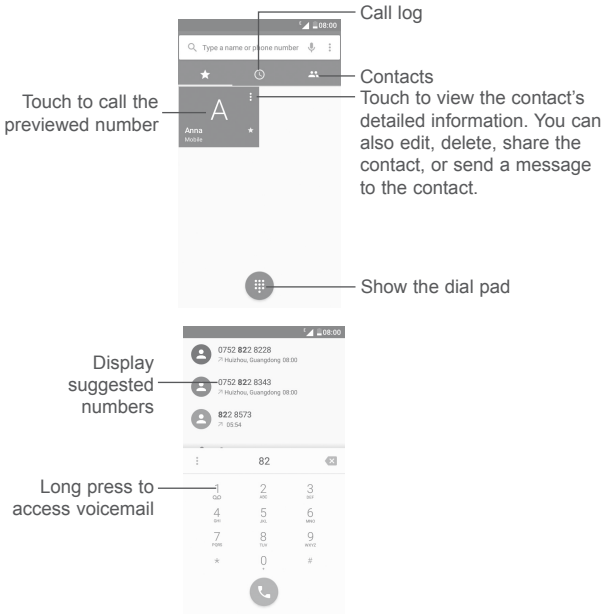 Call log
08:00
Type a name or phone number
Contacts
Touch to call the
previewed number
A
Anna
Mobile
Touch to view the contact's
detailed information. You can
also edit, delete, share the
contact, or send a message
to the contact.
Show the dial pad
08:00
0752 822 8228
Huizhou, Guangdong 08:00
Display
suggested
numbers
0752 822 8343
Huizhou, Guangdong 08:00
822 8573
05:54
82
Long press to
access voicemail
1 2 3
ABC DEF
4 5 6
GHI JKL MNO
7 8 9
PQRS TUV WXYZ
* 0 #
+